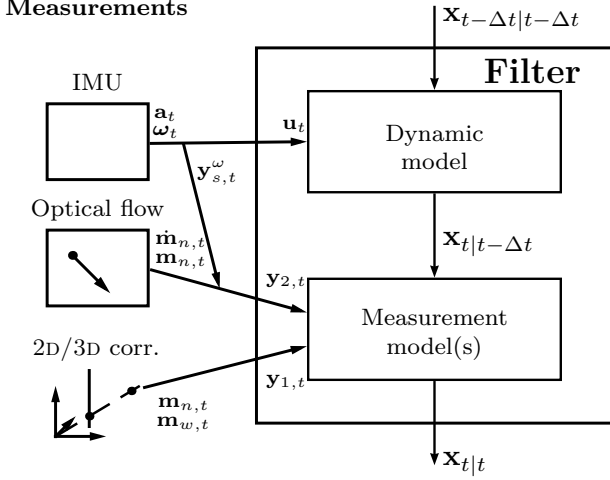 Measurements
x_{t−Δt|t−Δt}
Filter
IMU
a_t
ω_t
u_t
Dynamic
model
y^ω_{s,t}
Optical flow
ṁ_{n,t}
m_{n,t}
x_{t|t−Δt}
y_{2,t}
Measurement
model(s)
2D/3D corr.
y_{1,t}
m_{n,t}
m_{w,t}
x_{t|t}